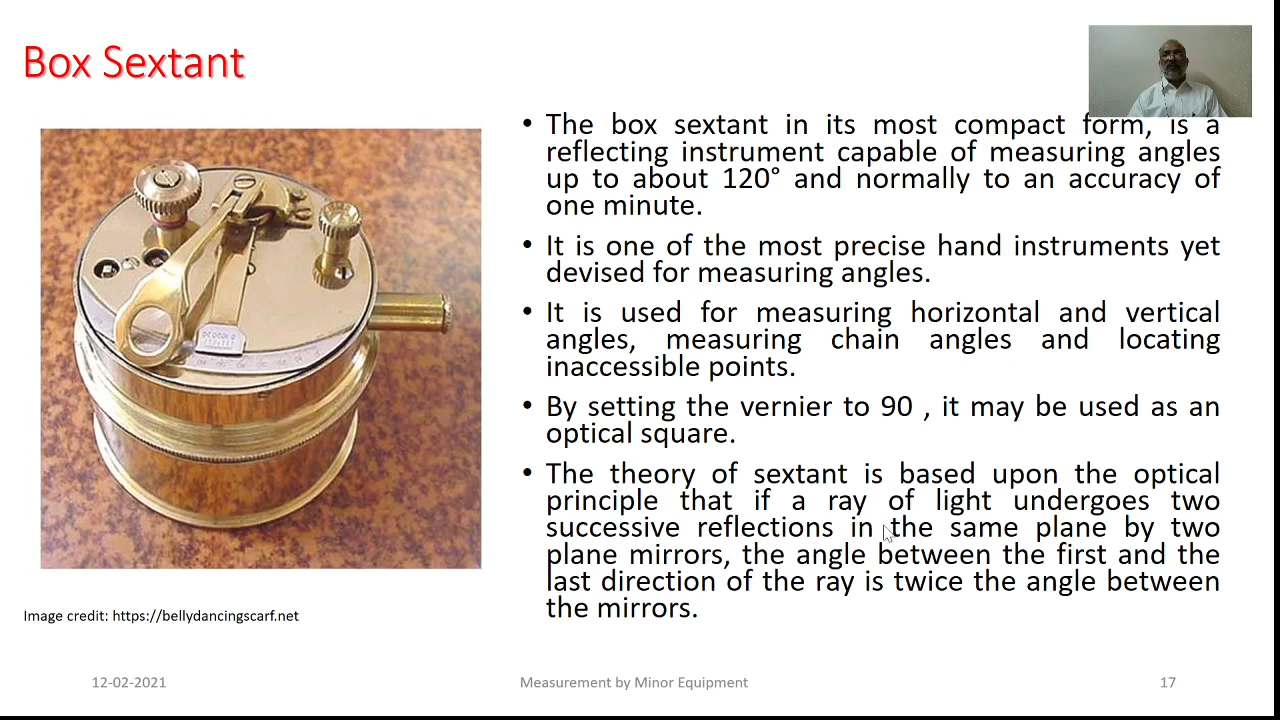 Box Sextant
• The box sextant in its most compact form, is a
reflecting instrument capable of measuring angles
up to about 120° and normally to an accuracy of
one minute.
• It is one of the most precise hand instruments yet
devised for measuring angles.
• It is used for measuring horizontal and vertical
angles, measuring chain angles and locating
inaccessible points.
• By setting the vernier to 90 , it may be used as an
optical square.
• The theory of sextant is based upon the optical
principle that if a ray of light undergoes two
successive reflections in the same plane by two
plane mirrors, the angle between the first and the
last direction of the ray is twice the angle between
the mirrors.
Image credit: https://bellydancingscarf.net
12-02-2021
Measurement by Minor Equipment
17